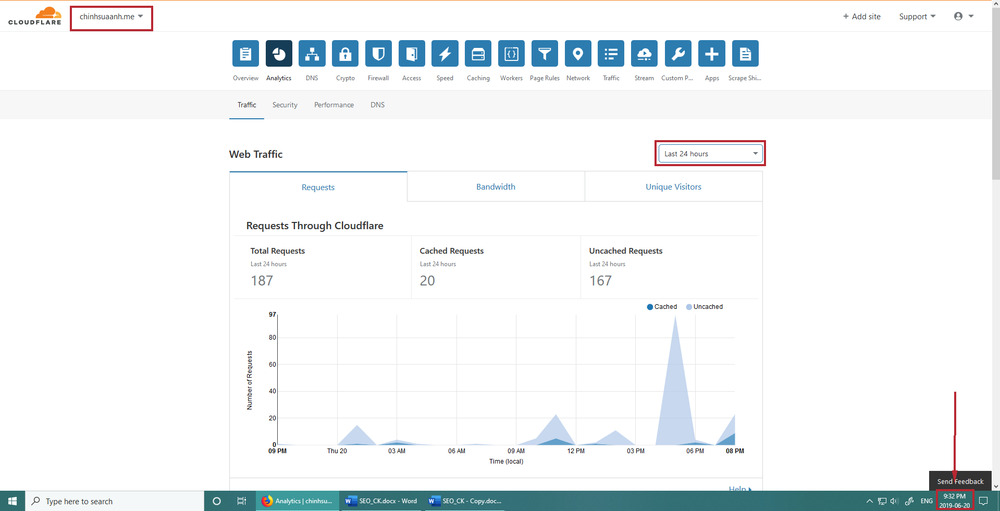 CLOUDFLARE
chinhsuaanh.me
+ Add site
Support
Overview
Analytics
DNS
Crypto
Firewall
Access
Speed
Caching
Workers
Page Rules
Network
Traffic
Stream
Custom P...
Apps
Scrape Shi...
Traffic
Security
Performance
DNS
Web Traffic
Last 24 hours
Requests
Bandwidth
Unique Visitors
Requests Through Cloudflare
Total Requests
Last 24 hours
187
Cached Requests
Last 24 hours
20
Uncached Requests
Last 24 hours
167
Cached
Uncached
97
80
60
40
20
0
Number of Requests
09 PM
Thu 20
03 AM
06 AM
09 AM
12 PM
03 PM
06 PM
08 PM
Time (local)
Help
Send Feedback
Type here to search
Analytics | chinhsu...
SEO_CK.docx - Word
SEO_CK - Copy.doc...
ENG
9:32 PM
2019-06-20